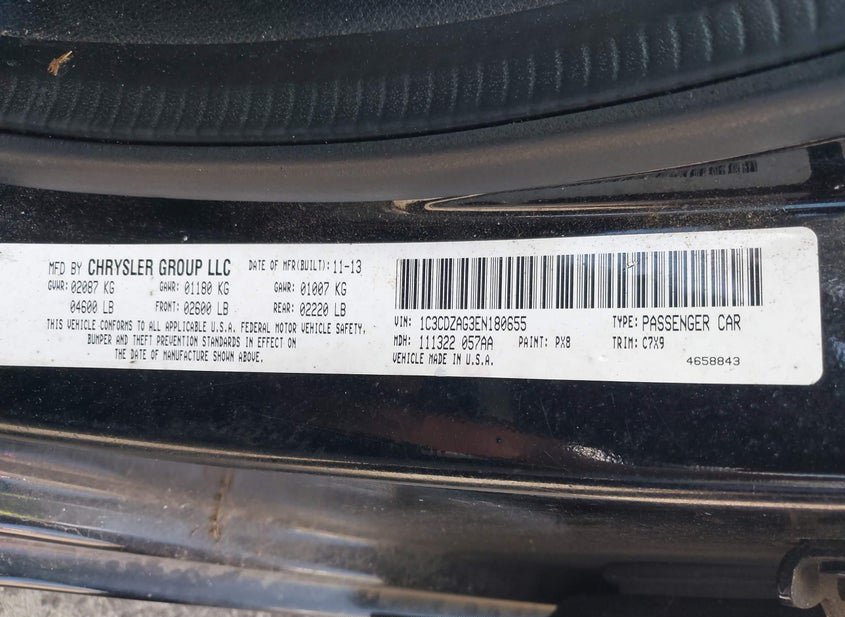 MFD BY CHRYSLER GROUP LLC DATE OF MFR(BUILT): 11-13
GVWR: 02087 KG GAWR: 01180 KG GAWR: 01007 KG
04600 LB FRONT: 02600 LB REAR: 02220 LB
THIS VEHICLE CONFORMS TO ALL APPLICABLE U.S.A. FEDERAL MOTOR VEHICLE SAFETY,
BUMPER AND THEFT PREVENTION STANDARDS IN EFFECT ON
THE DATE OF MANUFACTURE SHOWN ABOVE.
VIN: 1C3CDZAG3EN180655 TYPE: PASSENGER CAR
MDH: 111322 057AA PAINT: PX8 TRIM: C7X9
VEHICLE MADE IN U.S.A. 4658843